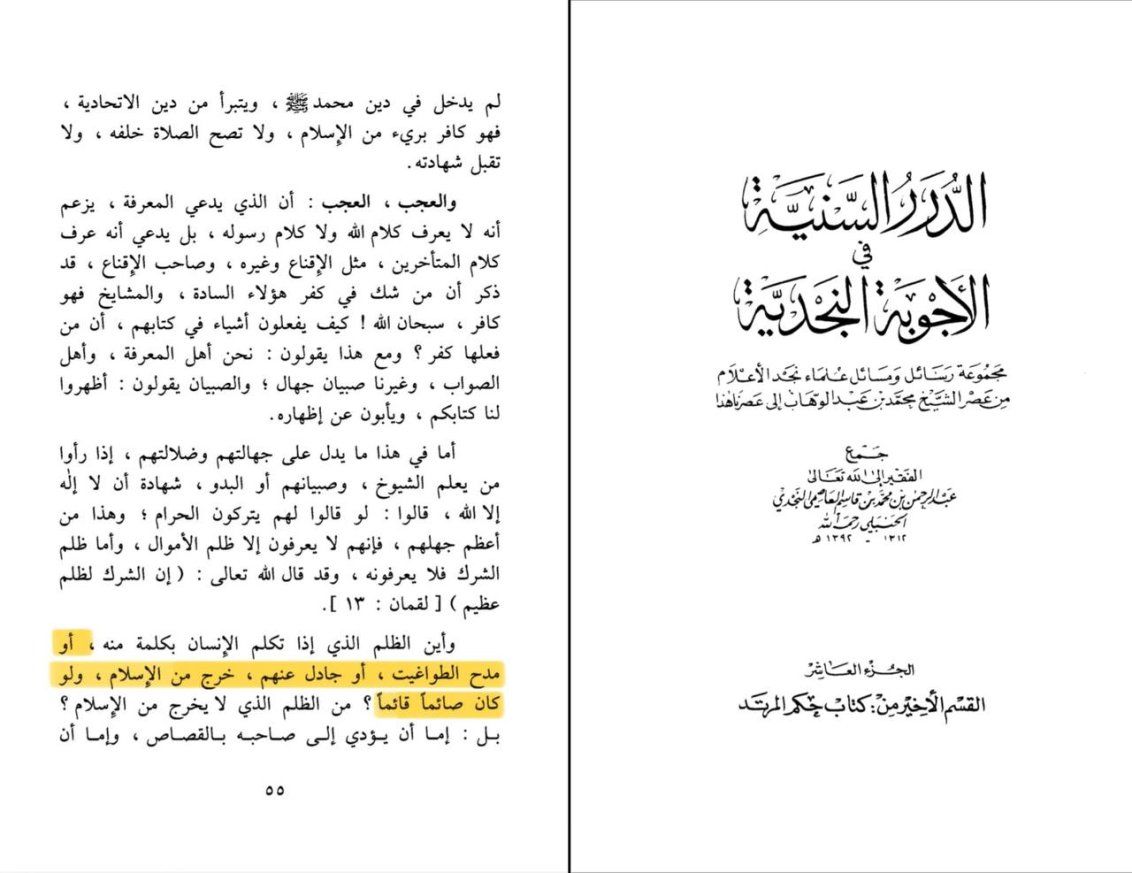 الدُّرَرُ السَّنِيَّة
في
الأَجْوِبَةِ النَّجْدِيَّة
مجموعة رسائل ومسائل علماء نجد الأعلام
من عصر الشيخ محمد بن عبد الوهاب إلى عصرنا هذا
جمع
الفقير إلى الله تعالى
عبد الرحمن بن محمد بن قاسم العاصمي النجدي
الحنبلي رحمه الله
١٣١٢ - ١٣٩٢ هـ
الجزء العاشر
القسم الأخير من: كتاب حكم المرتد
لم يدخل في دين محمد ﷺ ، ويتبرأ من دين الاتحادية ،
فهو كافر بريء من الإسلام ، ولا تصح الصلاة خلفه ، ولا
تقبل شهادته.
والعجب ، العجب : أن الذي يدعي المعرفة ، يزعم
أنه لا يعرف كلام الله ولا كلام رسوله ، بل يدعي أنه عرف
كلام المتأخرين ، مثل الإقناع وغيره ، وصاحب الإقناع ، قد
ذكر أن من شك في كفر هؤلاء السادة ، والمشايخ فهو
كافر ، سبحان الله ! كيف يفعلون أشياء في كتابهم ، أن من
فعلها كفر ؟ ومع هذا يقولون : نحن أهل المعرفة ، وأهل
الصواب ، وغيرنا صبيان جهال ؛ والصبيان يقولون : أظهروا
لنا كتابكم ، ويأبون عن إظهاره.
أما في هذا ما يدل على جهالتهم وضلالتهم ، إذا رأوا
من يعلم الشيوخ ، وصبيانهم أو البدو ، شهادة أن لا إلٰه
إلا الله ، قالوا : لو قالوا لهم يتركون الحرام ؛ وهذا من
أعظم جهلهم ، فإنهم لا يعرفون إلا ظلم الأموال ، وأما ظلم
الشرك فلا يعرفونه ، وقد قال الله تعالى : ( إن الشرك لظلم
عظيم ) [ لقمان : ١٣ ].
وأين الظلم الذي إذا تكلم الإنسان بكلمة منه ، أو
مدح الطواغيت ، أو جادل عنهم ، خرج من الإسلام ، ولو
كان صائماً قائماً ؟ من الظلم الذي لا يخرج من الإسلام ؟
بل : إما أن يؤدي إلى صاحبه بالقصاص ، وإما أن
٥٥